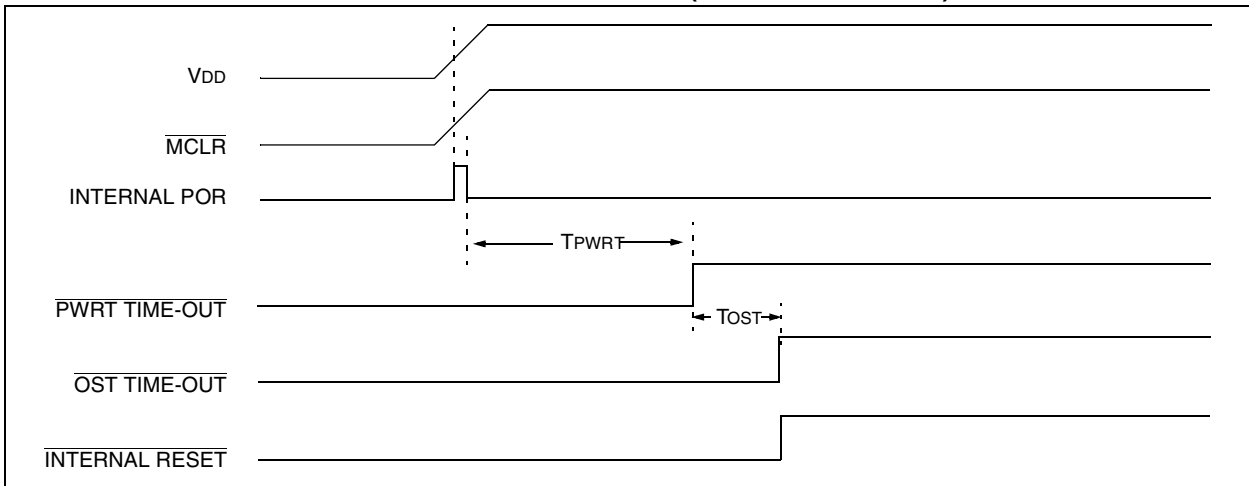 VDD
MCLR
INTERNAL POR
TPWRT
PWRT TIME-OUT
TOST
OST TIME-OUT
INTERNAL RESET